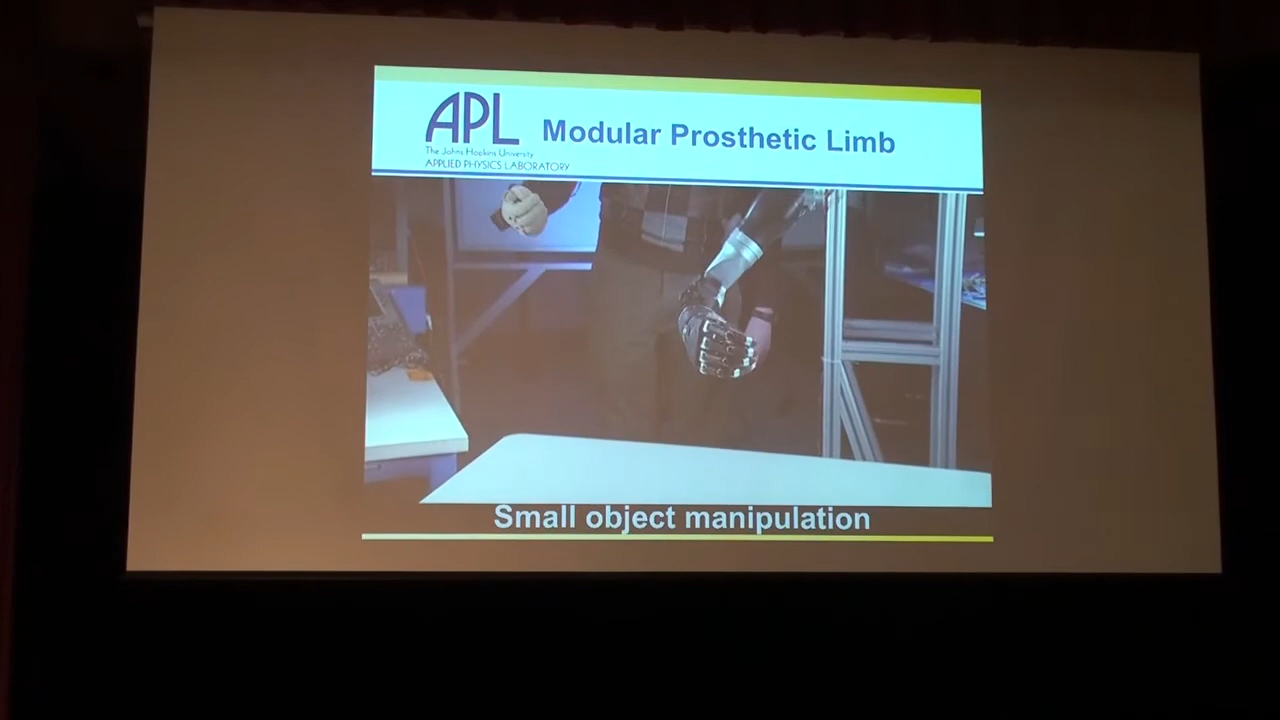 APL
The Johns Hopkins University
APPLIED PHYSICS LABORATORY
Modular Prosthetic Limb
Small object manipulation